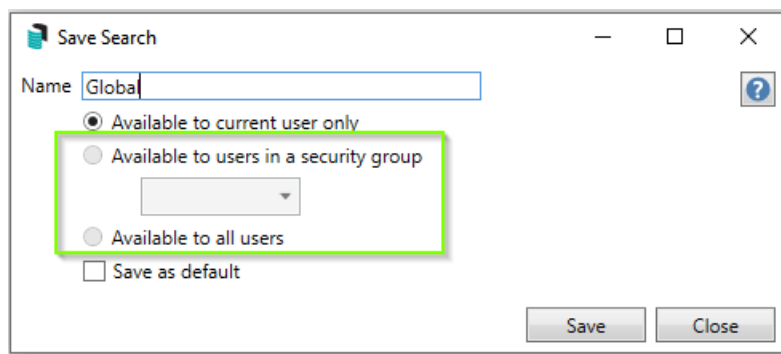 Save Search
Name Global
Available to current user only
Available to users in a security group
Available to all users
Save as default
Save Close